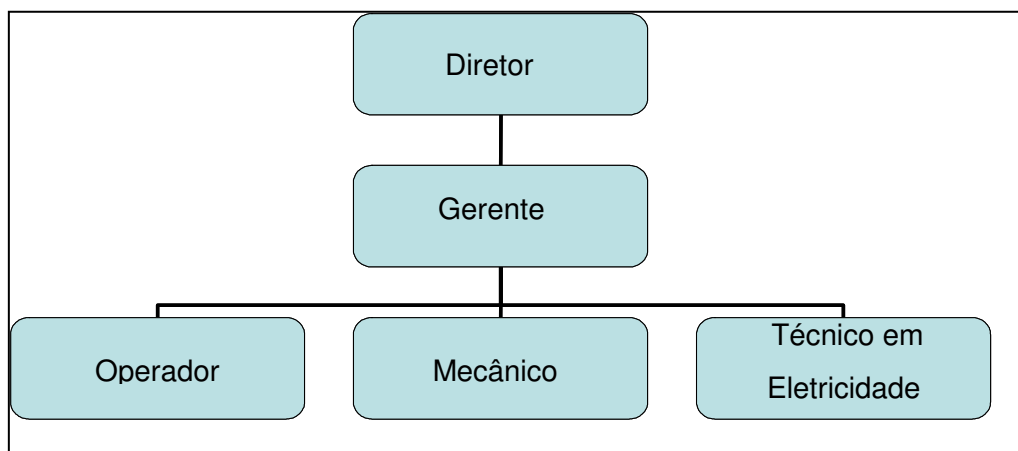 Diretor
Gerente
Operador
Mecânico
Técnico em
Eletricidade